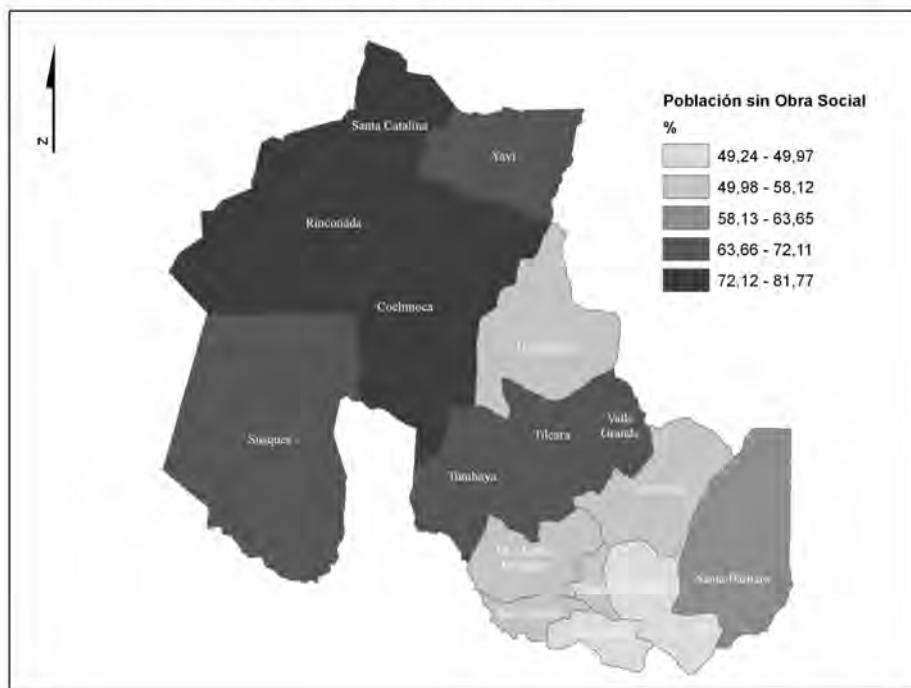 Z
Población sin Obra Social
%
49,24 - 49,97
49,98 - 58,12
58,13 - 63,65
63,66 - 72,11
72,12 - 81,77
Santa Catalina
Yavi
Rinconada
Cochinoca
Susques
Tilcara
Valle
Grande
Tumbaya
Santa Bárbara